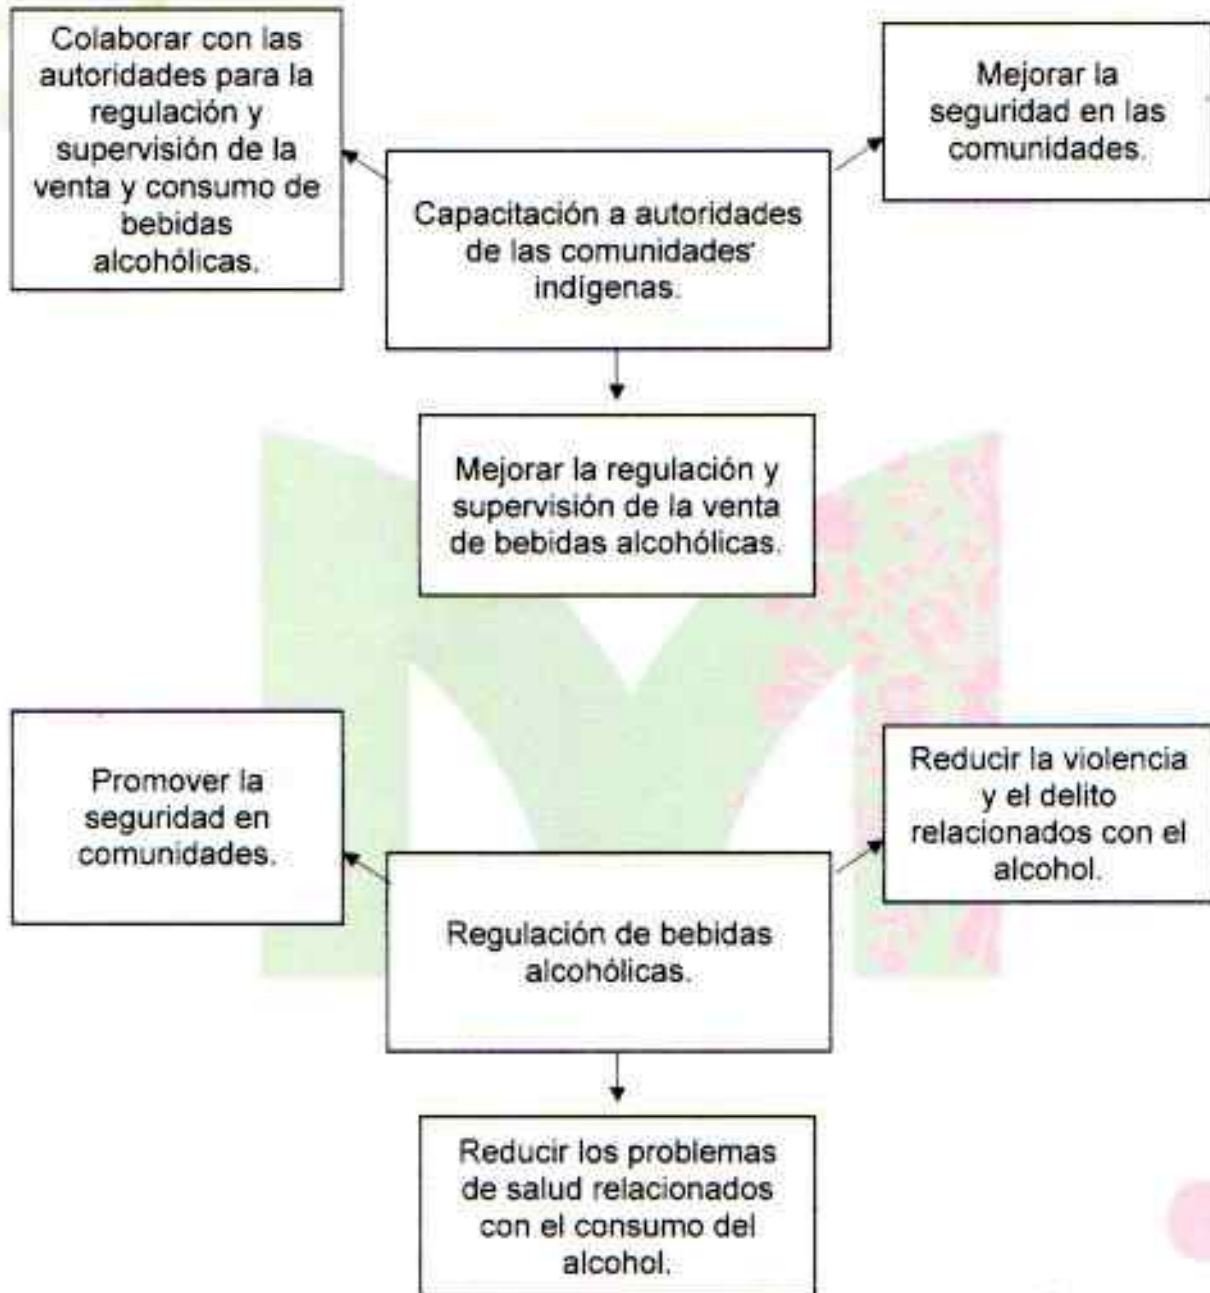 Colaborar con las
autoridades para la
regulación y
supervisión de la
venta y consumo de
bebidas
alcohólicas.
Mejorar la
seguridad en las
comunidades.
Capacitación a autoridades
de las comunidades
indígenas.
Mejorar la regulación y
supervisión de la venta
de bebidas alcohólicas.
Promover la
seguridad en
comunidades.
Reducir la violencia
y el delito
relacionados con el
alcohol.
Regulación de bebidas
alcohólicas.
Reducir los problemas
de salud relacionados
con el consumo del
alcohol.